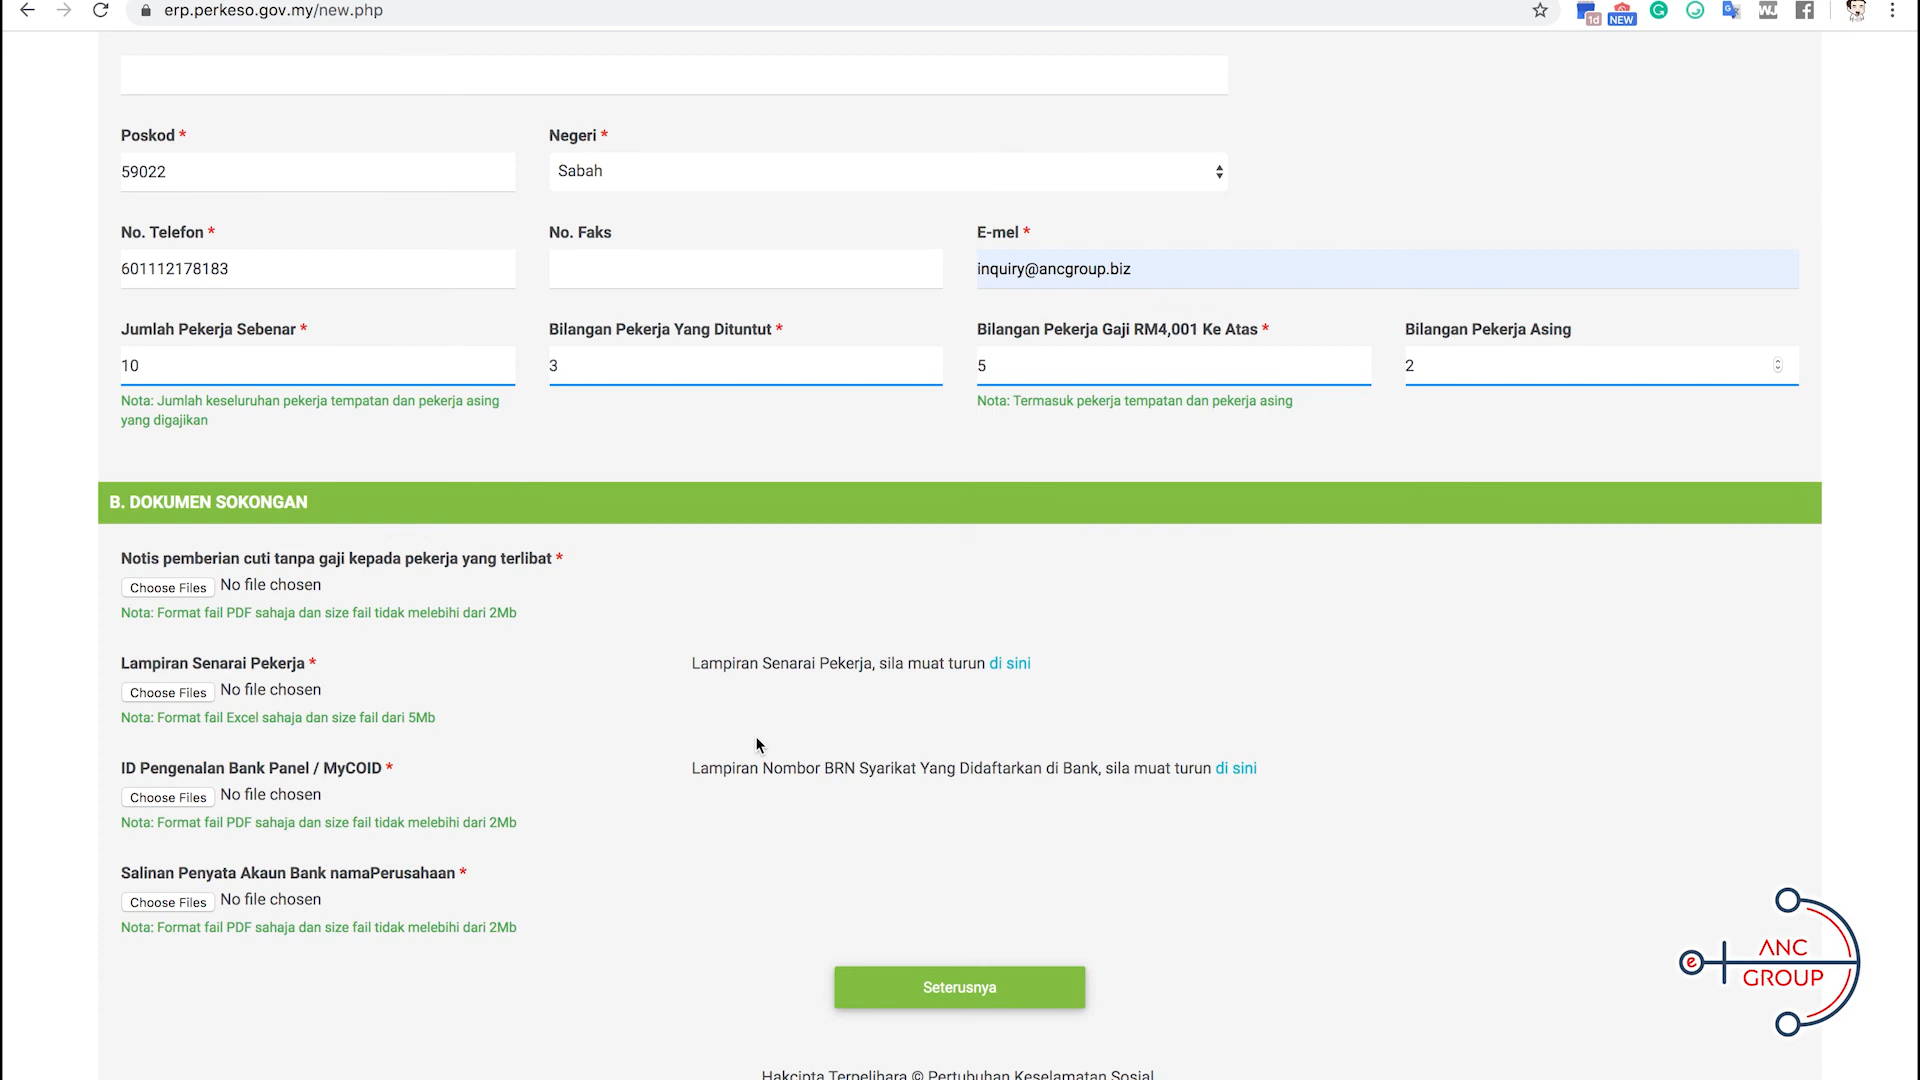 erp.perkeso.gov.my/new.php
1d
NEW
Poskod *
Negeri *
59022
Sabah
No. Telefon *
No. Faks
E-mel *
601112178183
inquiry@ancgroup.biz
Jumlah Pekerja Sebenar *
Bilangan Pekerja Yang Dituntut *
Bilangan Pekerja Gaji RM4,001 Ke Atas *
Bilangan Pekerja Asing
10
3
5
2
Nota: Jumlah keseluruhan pekerja tempatan dan pekerja asing
yang digajikan
Nota: Termasuk pekerja tempatan dan pekerja asing
B. DOKUMEN SOKONGAN
Notis pemberian cuti tanpa gaji kepada pekerja yang terlibat *
Choose Files No file chosen
Nota: Format fail PDF sahaja dan size fail tidak melebihi dari 2Mb
Lampiran Senarai Pekerja *
Lampiran Senarai Pekerja, sila muat turun di sini
Choose Files No file chosen
Nota: Format fail Excel sahaja dan size fail dari 5Mb
ID Pengenalan Bank Panel / MyCOID *
Lampiran Nombor BRN Syarikat Yang Didaftarkan di Bank, sila muat turun di sini
Choose Files No file chosen
Nota: Format fail PDF sahaja dan size fail tidak melebihi dari 2Mb
Salinan Penyata Akaun Bank namaPerusahaan *
Choose Files No file chosen
Nota: Format fail PDF sahaja dan size fail tidak melebihi dari 2Mb
Seterusnya
e
ANC
GROUP
Hakcipta Terpelihara © Pertubuhan Keselamatan Sosial